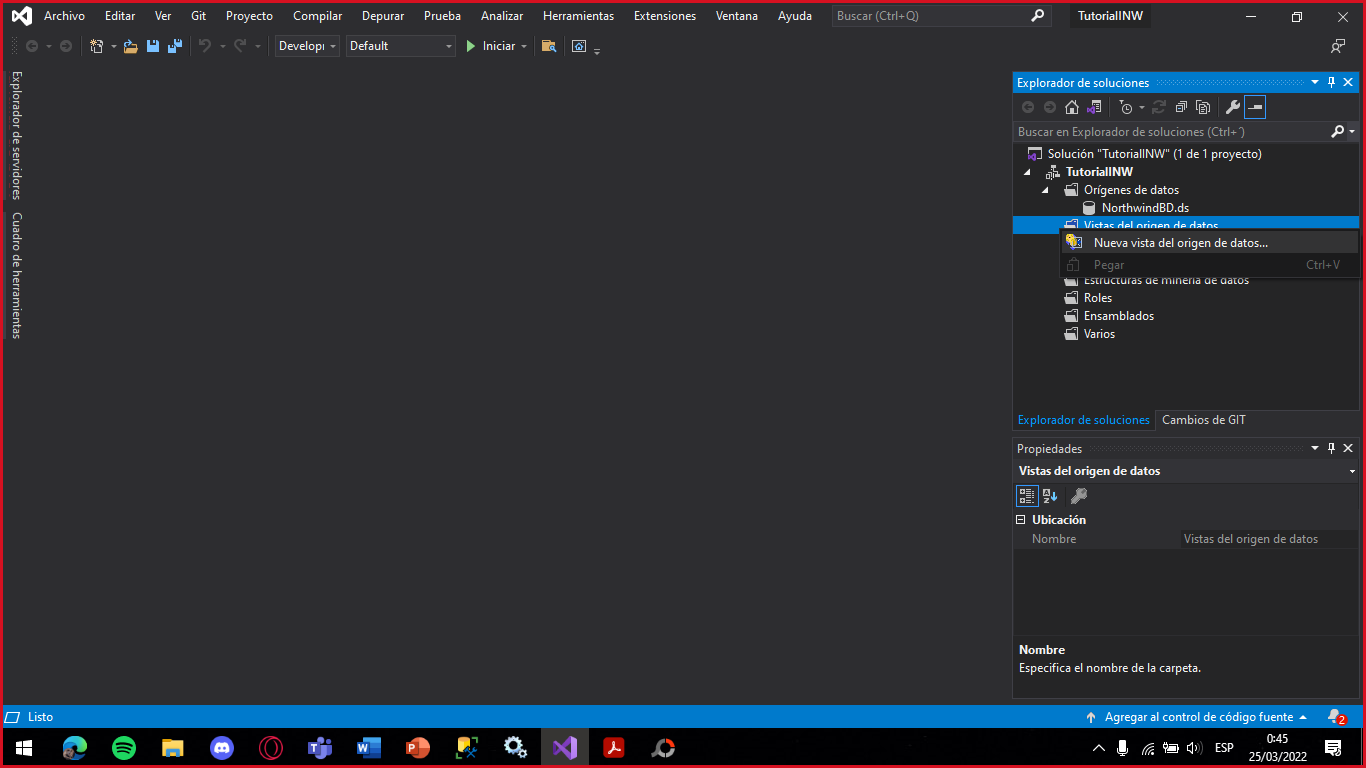 Archivo Editar Ver Git Proyecto Compilar Depurar Prueba Analizar Herramientas Extensiones Ventana Ayuda Buscar (Ctrl+Q) TutorialINW
Develop Default Iniciar
Explorador de servidores
Cuadro de herramientas
Explorador de soluciones
Buscar en Explorador de soluciones (Ctrl+´)
Solución "TutorialINW" (1 de 1 proyecto)
TutorialINW
Orígenes de datos
NorthwindBD.ds
Vistas del origen de datos
Nueva vista del origen de datos...
Pegar Ctrl+V
Estructuras de minería de datos
Roles
Ensamblados
Varios
Explorador de soluciones Cambios de GIT
Propiedades
Vistas del origen de datos
Ubicación
Nombre Vistas del origen de datos
Nombre
Especifica el nombre de la carpeta.
Listo Agregar al control de código fuente 2
ESP
0:45
25/03/2022